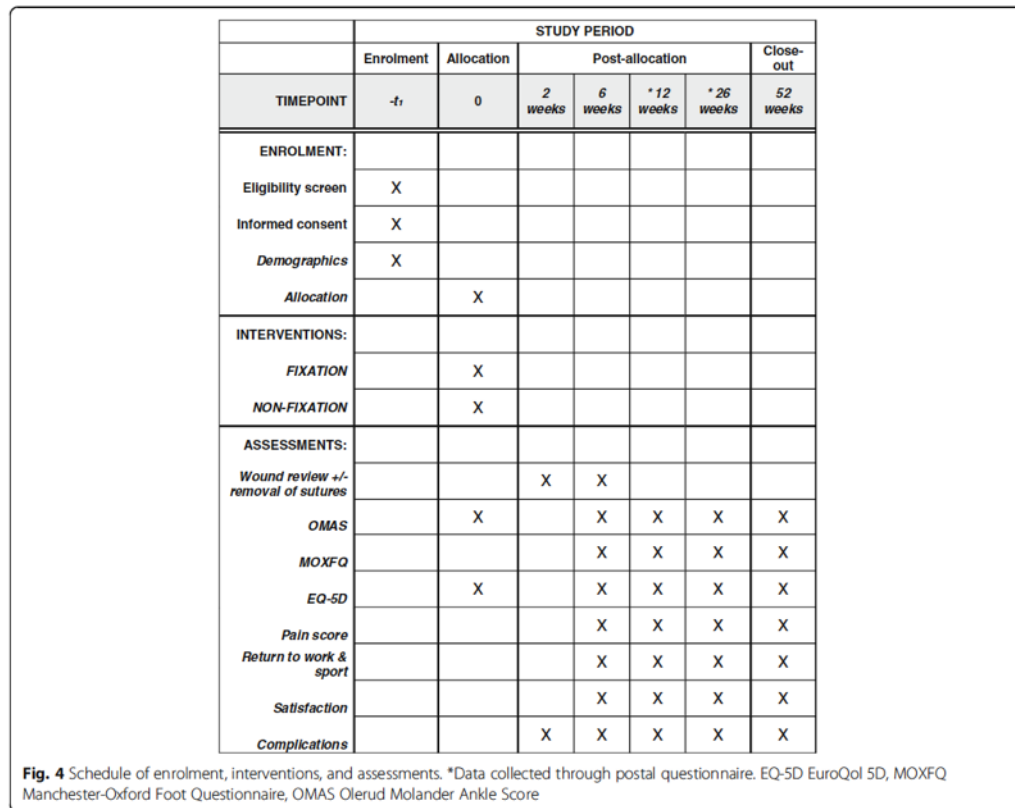 STUDY PERIOD
Enrolment Allocation Post-allocation Close-
out
TIMEPOINT -t₁ 0 2
weeks 6
weeks *12
weeks *26
weeks 52
weeks
ENROLMENT:
Eligibility screen X
Informed consent X
Demographics X
Allocation X
INTERVENTIONS:
FIXATION X
NON-FIXATION X
ASSESSMENTS:
Wound review +/-
removal of sutures X X
OMAS X X X X X
MOXFQ X X X X
EQ-5D X X X X X
Pain score X X X X
Return to work &
sport X X X X
Satisfaction X X X X
Complications X X X X X
Fig. 4 Schedule of enrolment, interventions, and assessments. *Data collected through postal questionnaire. EQ-5D EuroQol 5D, MOXFQ
Manchester-Oxford Foot Questionnaire, OMAS Olerud Molander Ankle Score